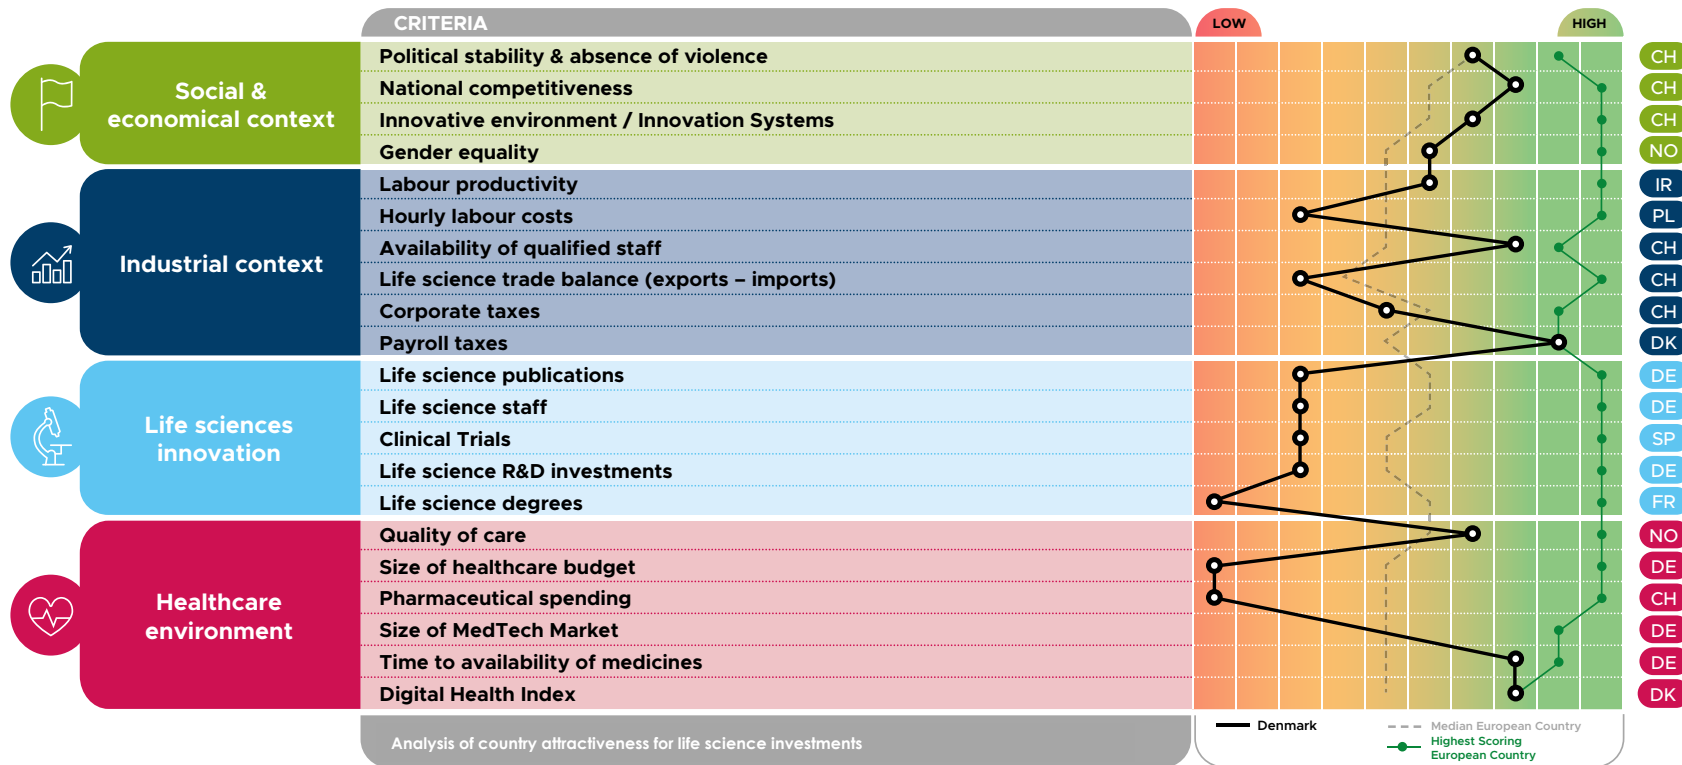 CRITERIA
LOW
HIGH
Social &
economical context
Political stability & absence of violence
CH
National competitiveness
CH
Innovative environment / Innovation Systems
CH
Gender equality
NO
Industrial context
Labour productivity
IR
Hourly labour costs
PL
Availability of qualified staff
CH
Life science trade balance (exports – imports)
CH
Corporate taxes
CH
Payroll taxes
DK
Life sciences
innovation
Life science publications
DE
Life science staff
DE
Clinical Trials
SP
Life science R&D investments
DE
Life science degrees
FR
Healthcare
environment
Quality of care
NO
Size of healthcare budget
DE
Pharmaceutical spending
CH
Size of MedTech Market
DE
Time to availability of medicines
DE
Digital Health Index
DK
Analysis of country attractiveness for life science investments
Denmark
Median European Country
Highest Scoring
European Country